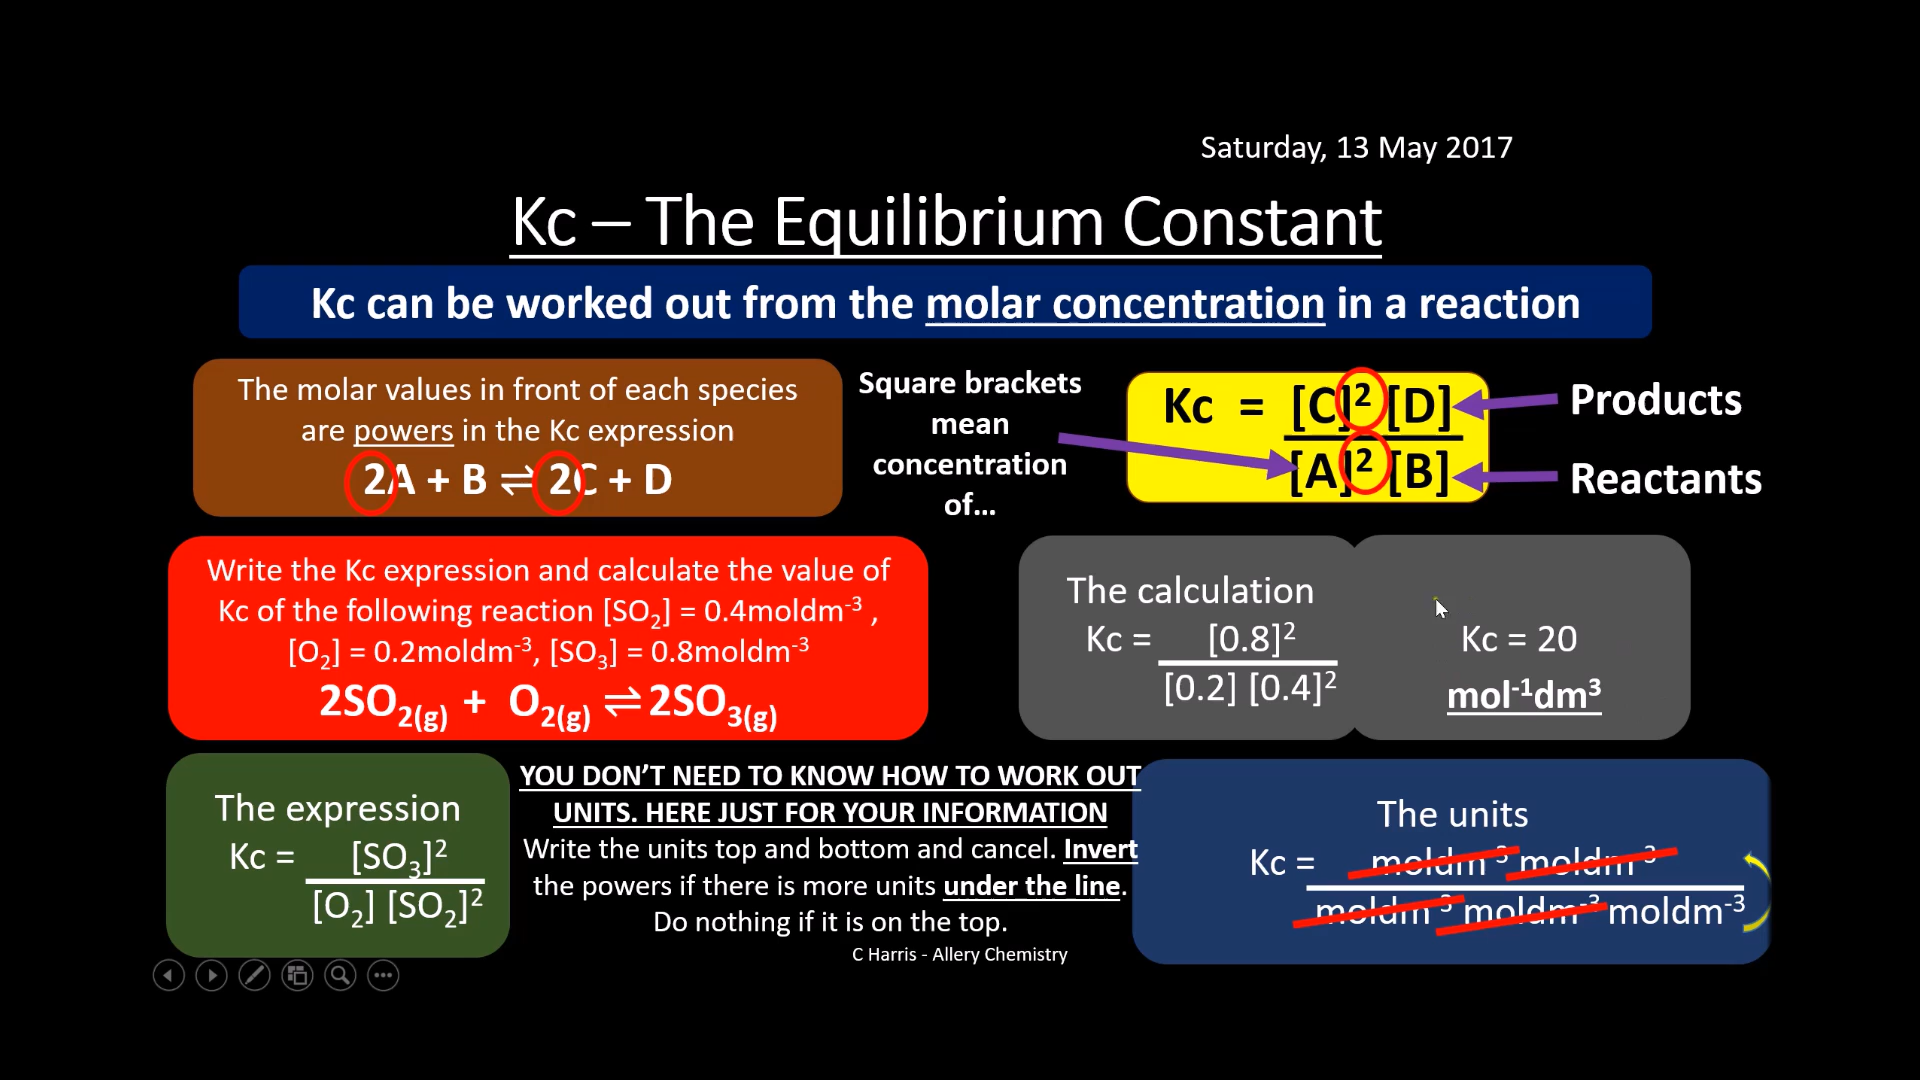 Saturday, 13 May 2017
Kc – The Equilibrium Constant
Kc can be worked out from the molar concentration in a reaction
The molar values in front of each species
are powers in the Kc expression
2A + B ⇌ 2C + D
Square brackets
mean
concentration
of...
Kc = [C]² [D]
[A]² [B]
Products
Reactants
Write the Kc expression and calculate the value of
Kc of the following reaction [SO₂] = 0.4moldm⁻³ ,
[O₂] = 0.2moldm⁻³, [SO₃] = 0.8moldm⁻³
2SO₂(g) + O₂(g) ⇌ 2SO₃(g)
The calculation
Kc = [0.8]²
[0.2] [0.4]²
Kc = 20
mol⁻¹dm³
The expression
Kc = [SO₃]²
[O₂] [SO₂]²
YOU DON'T NEED TO KNOW HOW TO WORK OUT
UNITS. HERE JUST FOR YOUR INFORMATION
Write the units top and bottom and cancel. Invert
the powers if there is more units under the line.
Do nothing if it is on the top.
C Harris - Allery Chemistry
The units
Kc = moldm⁻³ moldm⁻³
moldm⁻³ moldm⁻³ moldm⁻³